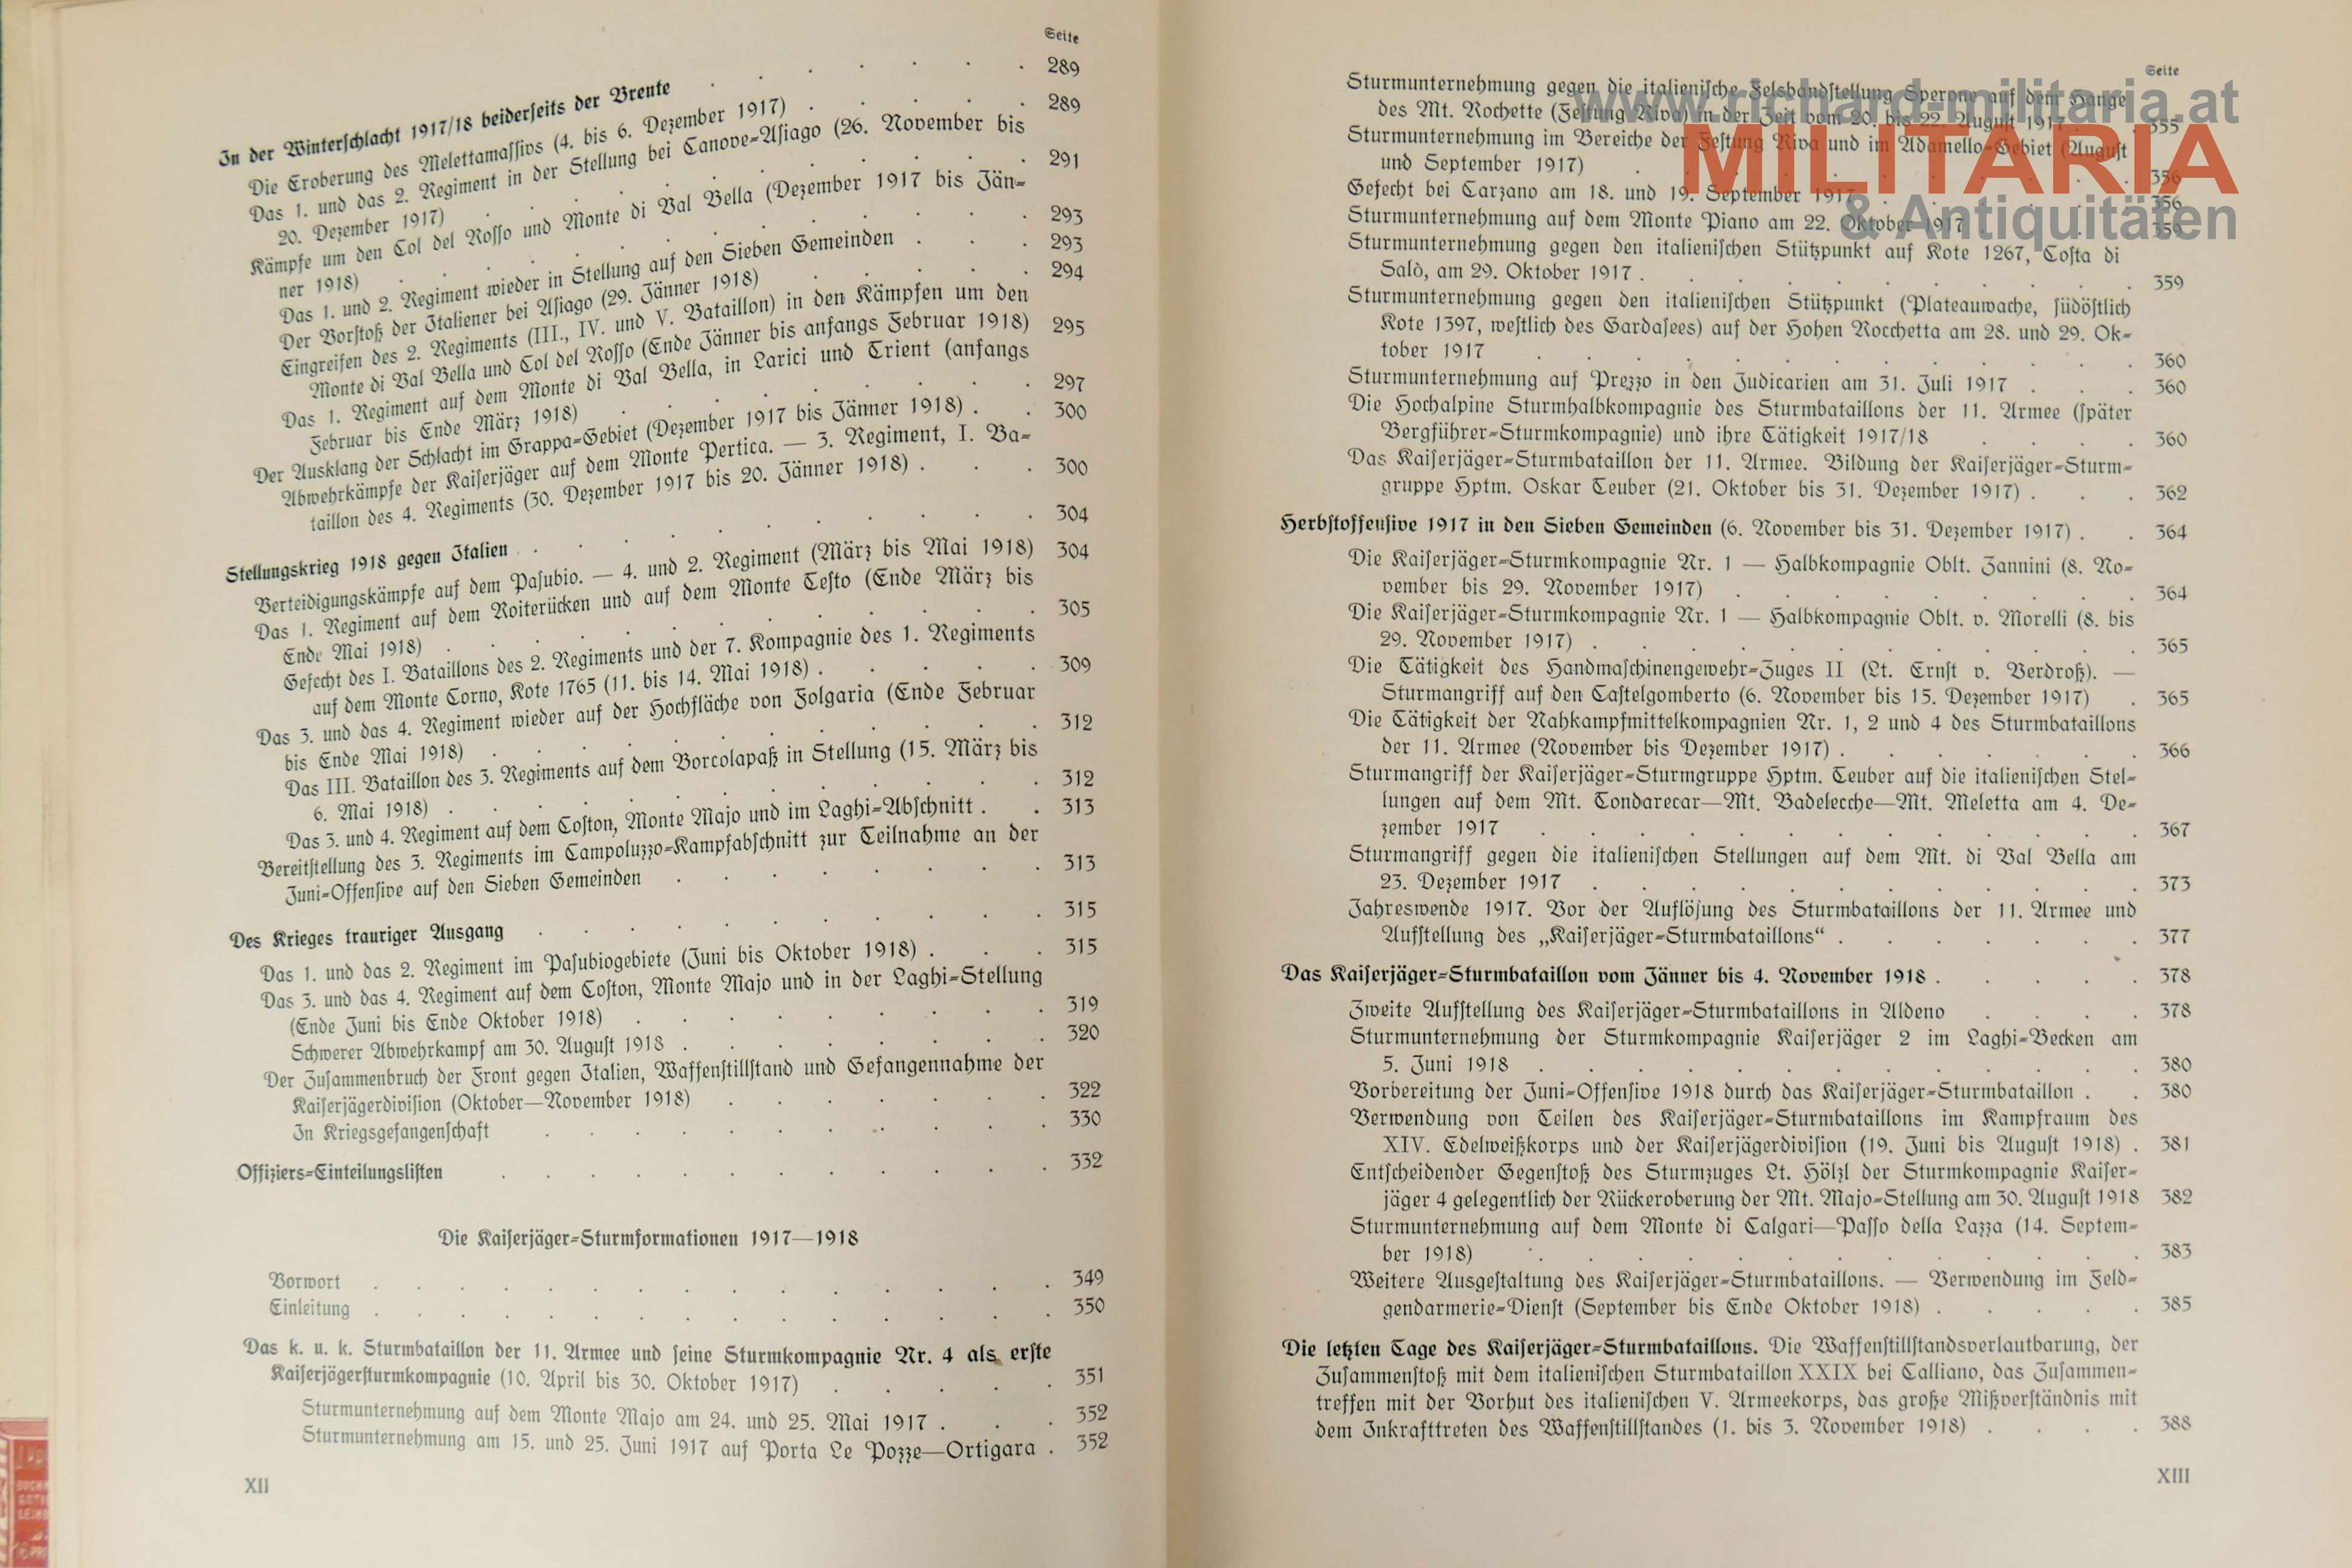 Seite
In der Winterschlacht 1917/18 beiderseits der Brente . . . . . . . 289
Die Eroberung des Melettamassivs (4. bis 6. Dezember 1917) . . . . . 289
Das 1. und das 2. Regiment in der Stellung bei Canove-Asiago (26. November bis
20. Dezember 1917) . . . . . . . . . 291
Kämpfe um den Col del Rosso und Monte di Val Bella (Dezember 1917 bis Jän-
ner 1918) . . . . . . . . . . 293
Das 1. und 2. Regiment wieder in Stellung auf den Sieben Gemeinden . . . 293
Der Vorstoß der Italiener bei Asiago (29. Jänner 1918) . . . . . 294
Eingreifen des 2. Regiments (III., IV. und V. Bataillon) in den Kämpfen um den
Monte di Val Bella und Col del Rosso (Ende Jänner bis anfangs Februar 1918) 295
Das 1. Regiment auf dem Monte di Val Bella, in Larici und Trient (anfangs
Februar bis Ende März 1918) . . . . . . . 297
Der Ausklang der Schlacht im Grappa-Gebiet (Dezember 1917 bis Jänner 1918) . . 300
Abwehrkämpfe der Kaiserjäger auf dem Monte Pertica. — 3. Regiment, I. Ba-
taillon des 4. Regiments (30. Dezember 1917 bis 20. Jänner 1918) . . . 300
Stellungskrieg 1918 gegen Italien . . . . . . . . . . 304
Verteidigungskämpfe auf dem Pasubio. — 4. und 2. Regiment (März bis Mai 1918) 304
Das 1. Regiment auf dem Roiterücken und auf dem Monte Testo (Ende März bis
Ende Mai 1918) . . . . . . . . . . 305
Gefecht des I. Bataillons des 2. Regiments und der 7. Kompagnie des 1. Regiments
auf dem Monte Corno, Kote 1765 (11. bis 14. Mai 1918) . . . . . 309
Das 3. und das 4. Regiment wieder auf der Hochfläche von Folgaria (Ende Februar
bis Ende Mai 1918) . . . . . . . . . 312
Das III. Bataillon des 3. Regiments auf dem Borcolapaß in Stellung (15. März bis
6. Mai 1918) . . . . . . . . . . 312
Das 3. und 4. Regiment auf dem Coston, Monte Majo und im Laghi-Abschnitt . . 313
Bereitstellung des 3. Regiments im Campoluzzo-Kampfabschnitt zur Teilnahme an der
Juni-Offensive auf den Sieben Gemeinden . . . . . . 313
Des Krieges trauriger Ausgang . . . . . . . . . . 315
Das 1. und das 2. Regiment im Pasubiogebiete (Juni bis Oktober 1918) . . . 315
Das 3. und das 4. Regiment auf dem Coston, Monte Majo und in der Laghi-Stellung
(Ende Juni bis Ende Oktober 1918) . . . . . . . . 319
Schwerer Abwehrkampf am 30. August 1918 . . . . . . . . 320
Der Zusammenbruch der Front gegen Italien, Waffenstillstand und Gefangennahme der
Kaiserjägerdivision (Oktober—November 1918) . . . . . . 322
In Kriegsgefangenschaft . . . . . . . . . . 330
Offiziers-Einteilungslisten . . . . . . . . . . 332
Die Kaiserjäger-Sturmformationen 1917—1918
Vorwort . . . . . . . . . . . . . 349
Einleitung . . . . . . . . . . . . . 350
Das k. u. k. Sturmbataillon der 11. Armee und seine Sturmkompagnie Nr. 4 als erste
Kaiserjägersturmkompagnie (10. April bis 30. Oktober 1917) . . . . . 351
Sturmunternehmung auf dem Monte Majo am 24. und 25. Mai 1917 . . . 352
Sturmunternehmung am 15. und 25. Juni 1917 auf Porta Le Pozze—Ortigara . 352
XII
www.richard-militaria.at
MILITARIA
& Antiquitäten
Seite
Sturmunternehmung gegen die italienische Felsbandstellung Sperone auf dem Hange
des Mt. Rochette (Festung Riva) in der Zeit vom 20. bis 22. August 1917 355
Sturmunternehmung im Bereiche der Festung Riva und im Adamello-Gebiet (August
und September 1917) . . . . . . . . 356
Gefecht bei Carzano am 18. und 19. September 1917 . . . . . 356
Sturmunternehmung auf dem Monte Piano am 22. Oktober 1917 . . . 359
Sturmunternehmung gegen den italienischen Stützpunkt auf Kote 1267, Costa di
Salò, am 29. Oktober 1917 . . . . . . . . . 359
Sturmunternehmung gegen den italienischen Stützpunkt (Plateauwache, südöstlich
Kote 1397, westlich des Gardasees) auf der Hohen Rocchetta am 28. und 29. Ok-
tober 1917 . . . . . . . . . . . 360
Sturmunternehmung auf Prezzo in den Judicarien am 31. Juli 1917 . . . 360
Die Hochalpine Sturmhalbkompagnie des Sturmbataillons der 11. Armee (später
Bergführer-Sturmkompagnie) und ihre Tätigkeit 1917/18 . . . . 360
Das Kaiserjäger-Sturmbataillon der 11. Armee. Bildung der Kaiserjäger-Sturm-
gruppe Hptm. Oskar Teuber (21. Oktober bis 31. Dezember 1917) . . . 362
Herbstoffensive 1917 in den Sieben Gemeinden (6. November bis 31. Dezember 1917) . . 364
Die Kaiserjäger-Sturmkompagnie Nr. 1 — Halbkompagnie Oblt. Zannini (8. No-
vember bis 29. November 1917) . . . . . . . . 364
Die Kaiserjäger-Sturmkompagnie Nr. 1 — Halbkompagnie Oblt. v. Morelli (8. bis
29. November 1917) . . . . . . . . . . 365
Die Tätigkeit des Handmaschinengewehr-Zuges II (Lt. Ernst v. Verdroß). —
Sturmangriff auf den Castelgomberto (6. November bis 15. Dezember 1917) . 365
Die Tätigkeit der Nahkampfmittelkompagnien Nr. 1, 2 und 4 des Sturmbataillons
der 11. Armee (November bis Dezember 1917) . . . . . . 366
Sturmangriff der Kaiserjäger-Sturmgruppe Hptm. Teuber auf die italienischen Stel-
lungen auf dem Mt. Tondarecar—Mt. Badelecche—Mt. Meletta am 4. De-
zember 1917 . . . . . . . . . . 367
Sturmangriff gegen die italienischen Stellungen auf dem Mt. di Val Bella am
23. Dezember 1917 . . . . . . . . . . 373
Jahreswende 1917. Vor der Auflösung des Sturmbataillons der 11. Armee und
Aufstellung des „Kaiserjäger-Sturmbataillons“ . . . . . . 377
Das Kaiserjäger-Sturmbataillon vom Jänner bis 4. November 1918 . . . . . 378
Zweite Aufstellung des Kaiserjäger-Sturmbataillons in Aldeno . . . . 378
Sturmunternehmung der Sturmkompagnie Kaiserjäger 2 im Laghi-Becken am
5. Juni 1918 . . . . . . . . . . . 380
Vorbereitung der Juni-Offensive 1918 durch das Kaiserjäger-Sturmbataillon . . 380
Verwendung von Teilen des Kaiserjäger-Sturmbataillons im Kampfraum des
XIV. Edelweißkorps und der Kaiserjägerdivision (19. Juni bis August 1918) . 381
Entscheidender Gegenstoß des Sturmzuges Lt. Hölzl der Sturmkompagnie Kaiser-
jäger 4 gelegentlich der Rückeroberung der Mt. Majo-Stellung am 30. August 1918 382
Sturmunternehmung auf dem Monte di Calgari—Passo della Lazza (14. Septem-
ber 1918) . . . . . . . . . . . 383
Weitere Ausgestaltung des Kaiserjäger-Sturmbataillons. — Verwendung im Feld-
gendarmerie-Dienst (September bis Ende Oktober 1918) . . . . . 385
Die letzten Tage des Kaiserjäger-Sturmbataillons. Die Waffenstillstandsverlautbarung, der
Zusammenstoß mit dem italienischen Sturmbataillon XXIX bei Calliano, das Zusammen-
treffen mit der Vorhut des italienischen V. Armeekorps, das große Mißverständnis mit
dem Inkrafttreten des Waffenstillstandes (1. bis 3. November 1918) . . . . 388
XIII